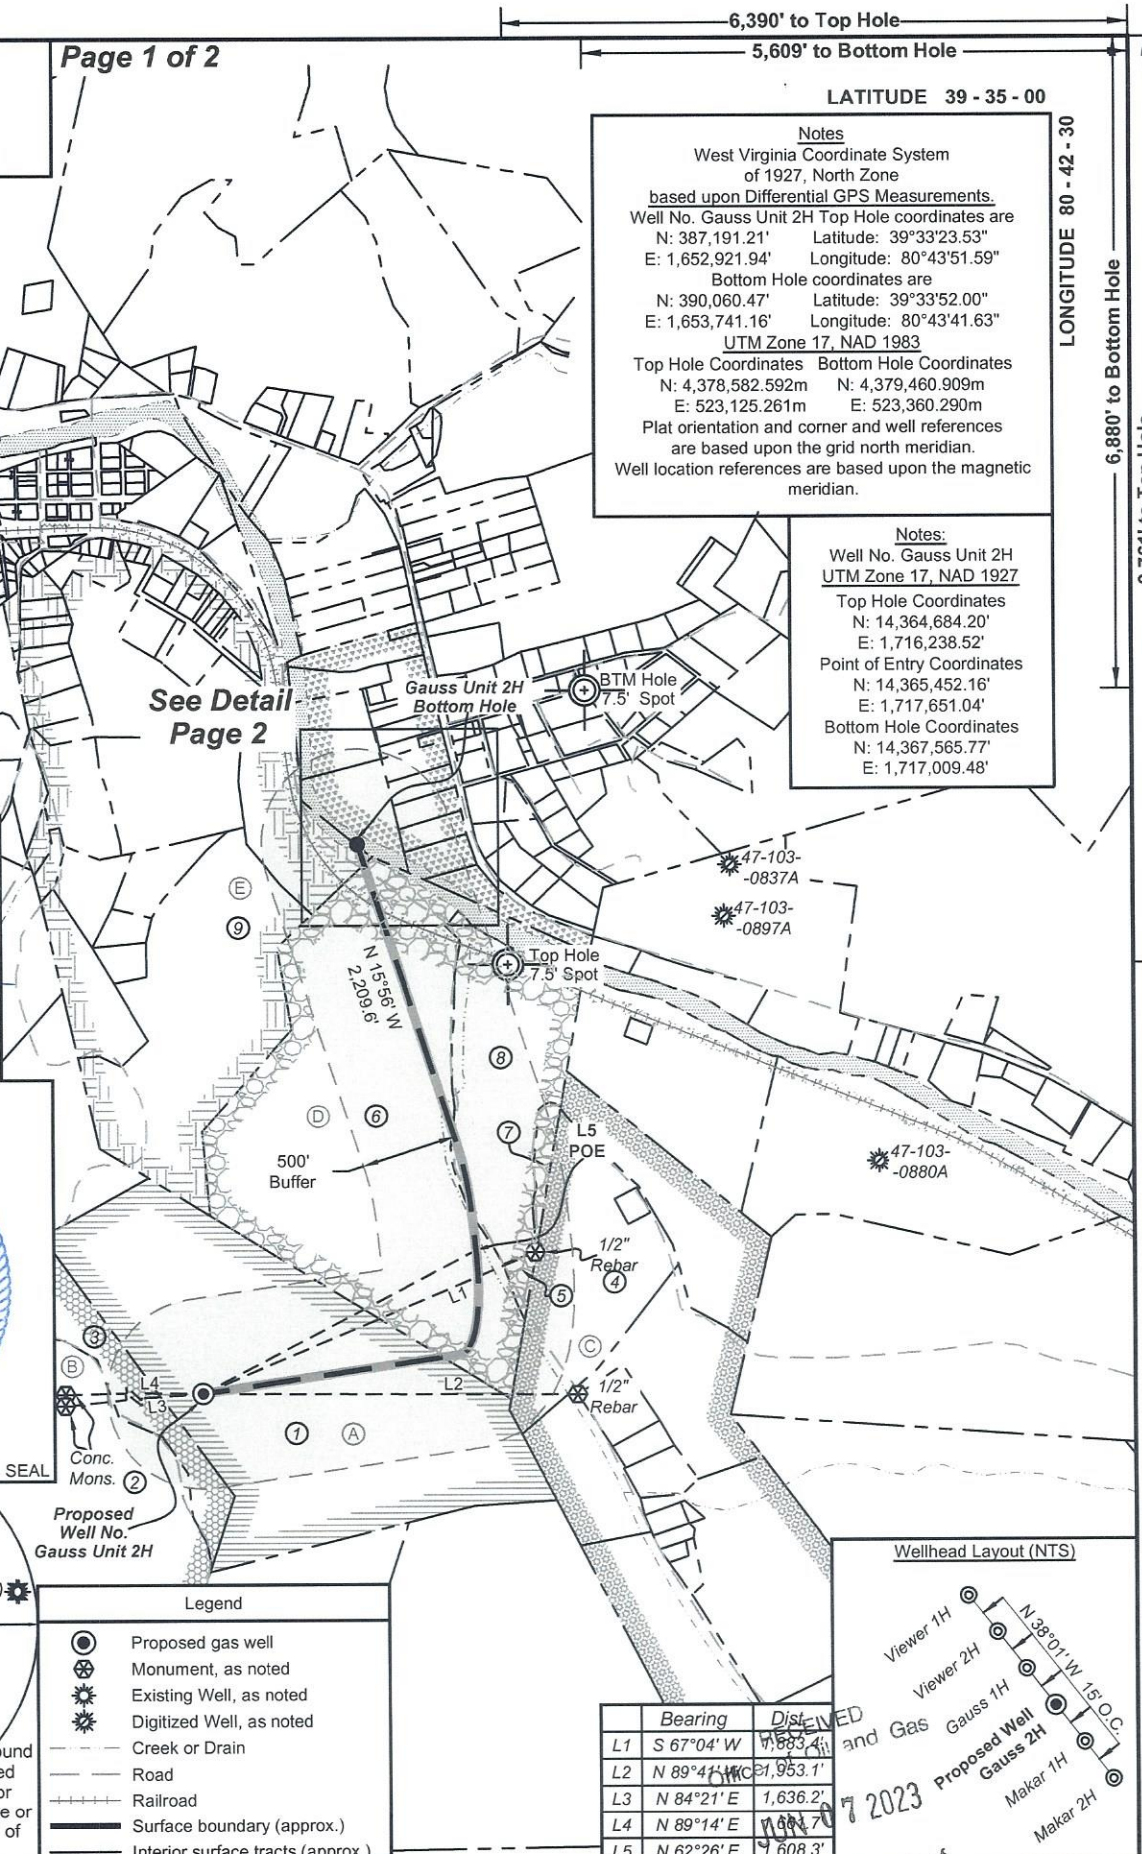 6,390' to Top Hole
5,609' to Bottom Hole
Page 1 of 2
LATITUDE 39 - 35 - 00
LONGITUDE 80 - 42 - 30
6,880' to Bottom Hole
Notes
West Virginia Coordinate System
of 1927, North Zone
based upon Differential GPS Measurements.
Well No. Gauss Unit 2H Top Hole coordinates are
N: 387,191.21' Latitude: 39°33'23.53"
E: 1,652,921.94' Longitude: 80°43'51.59"
Bottom Hole coordinates are
N: 390,060.47' Latitude: 39°33'52.00"
E: 1,653,741.16' Longitude: 80°43'41.63"
UTM Zone 17, NAD 1983
Top Hole Coordinates Bottom Hole Coordinates
N: 4,378,582.592m N: 4,379,460.909m
E: 523,125.261m E: 523,360.290m
Plat orientation and corner and well references
are based upon the grid north meridian.
Well location references are based upon the magnetic
meridian.
Notes:
Well No. Gauss Unit 2H
UTM Zone 17, NAD 1927
Top Hole Coordinates
N: 14,364,684.20'
E: 1,716,238.52'
Point of Entry Coordinates
N: 14,365,452.16'
E: 1,717,651.04'
Bottom Hole Coordinates
N: 14,367,565.77'
E: 1,717,009.48'
See Detail
Page 2
Gauss Unit 2H
Bottom Hole
BTM Hole
7.5' Spot
47-103-
-0837A
47-103-
-0897A
E
9
Top Hole
7.5' Spot
N 15°56' W
2,209.6'
8
D
6
7
L5
POE
47-103-
-0880A
500'
Buffer
1/2"
Rebar
4
5
L1
3
B
C
L4
L3
L2
1/2"
Rebar
1
A
Conc.
Mons.
2
SEAL
Proposed
Well No.
Gauss Unit 2H
Legend
Proposed gas well
Monument, as noted
Existing Well, as noted
Digitized Well, as noted
Creek or Drain
Road
Railroad
Surface boundary (approx.)
Interior surface tracts (approx.)
Bearing Dist.
L1 S 67°04' W
L2 N 89°41' W 1,953.1'
L3 N 84°21' E 1,636.2'
L4 N 89°14' E
L5 N 62°26' E 1,608.3'
RECEIVED
Office of Oil and Gas
JUN 07 2023
Wellhead Layout (NTS)
Viewer 1H
Viewer 2H
Gauss 1H
Proposed Well
Gauss 2H
Makar 1H
Makar 2H
N 38°01' W 15' O.C.